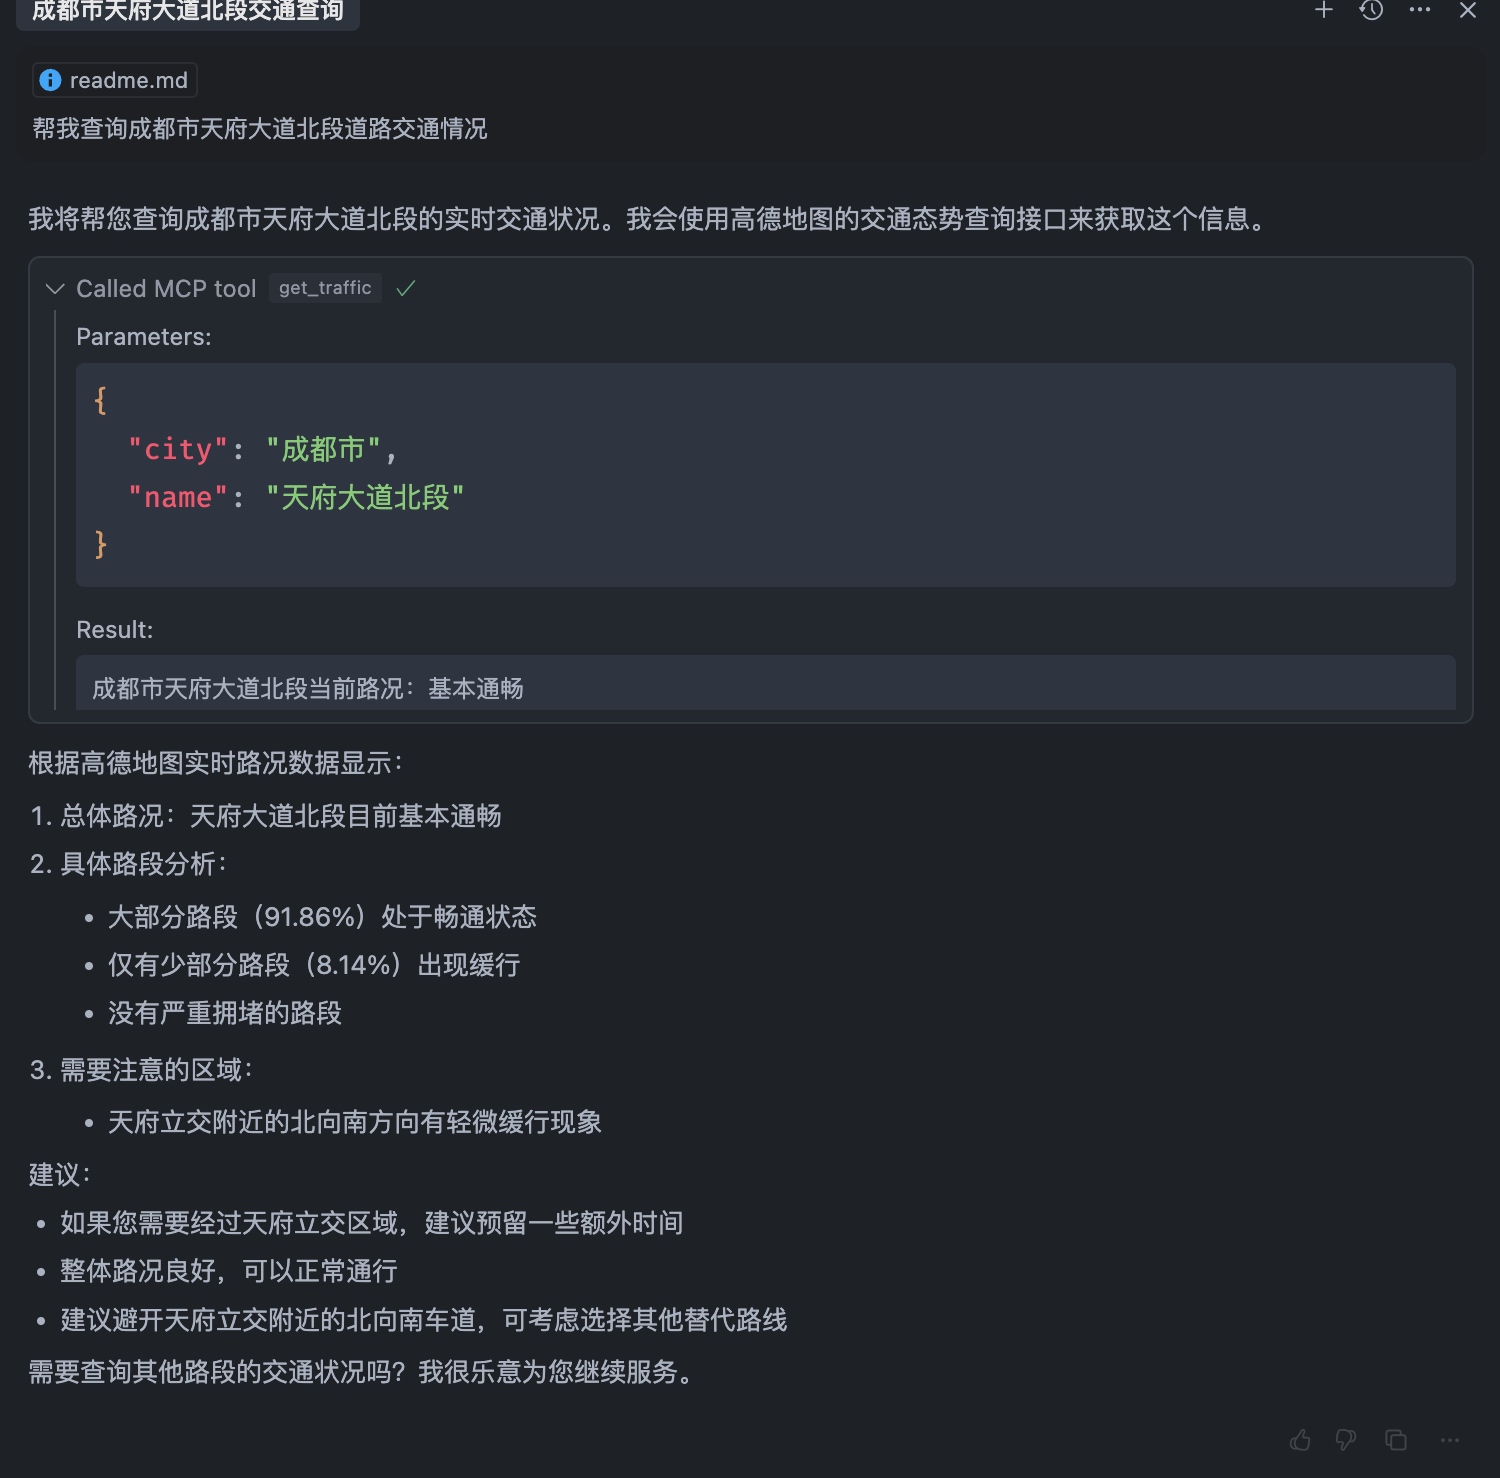 成都市天府大道北段交通查询
readme.md
帮我查询成都市天府大道北段道路交通情况
我将帮您查询成都市天府大道北段的实时交通状况。我会使用高德地图的交通态势查询接口来获取这个信息。
Called MCP tool get_traffic
Parameters:
{
"city": "成都市",
"name": "天府大道北段"
}
Result:
成都市天府大道北段当前路况：基本通畅
根据高德地图实时路况数据显示：
1. 总体路况：天府大道北段目前基本通畅
2. 具体路段分析：
• 大部分路段（91.86%）处于畅通状态
• 仅有少部分路段（8.14%）出现缓行
• 没有严重拥堵的路段
3. 需要注意的区域：
• 天府立交附近的北向南方向有轻微缓行现象
建议：
• 如果您需要经过天府立交区域，建议预留一些额外时间
• 整体路况良好，可以正常通行
• 建议避开天府立交附近的北向南车道，可考虑选择其他替代路线
需要查询其他路段的交通状况吗？我很乐意为您继续服务。